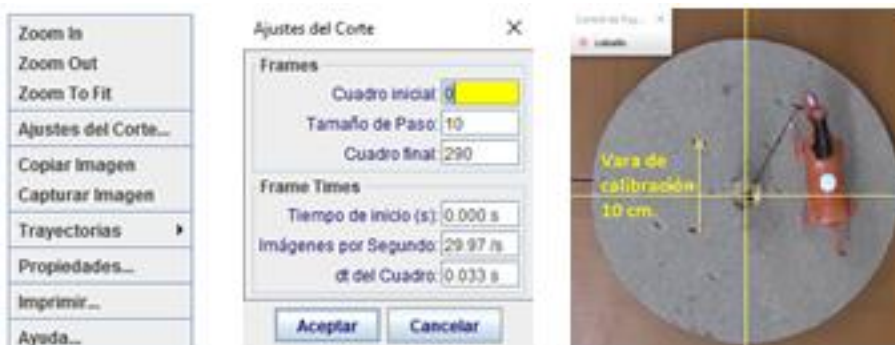 Zoom In
Zoom Out
Zoom To Fit
Ajustes del Corte...
Copiar Imagen
Capturar Imagen
Trayectorias
Propiedades...
Imprimir...
Ayuda...
Ajustes del Corte
Frames
Cuadro inicial: 0
Tamaño de Paso: 10
Cuadro final: 290
Frame Times
Tiempo de inicio (s): 0.000 s
Imágenes por Segundo: 29.97 /s
dt del Cuadro: 0.033 s
Aceptar Cancelar
Vara de
calibración
10 cm.